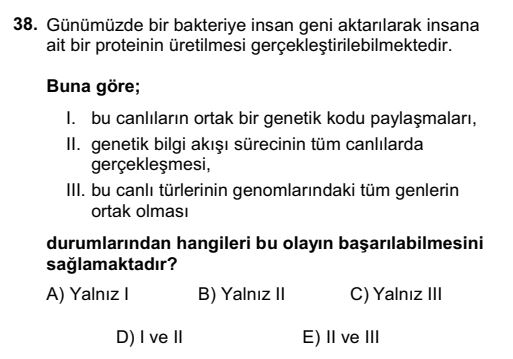 38. Günümüzde bir bakteriye insan geni aktarılarak insana
ait bir proteinin üretilmesi gerçekleştirilebilmektedir.
Buna göre;
I. bu canlıların ortak bir genetik kodu paylaşmaları,
II. genetik bilgi akışı sürecinin tüm canlılarda
gerçekleşmesi,
III. bu canlı türlerinin genomlarındaki tüm genlerin
ortak olması
durumlarından hangileri bu olayın başarılabilmesini
sağlamaktadır?
A) Yalnız I B) Yalnız II C) Yalnız III
D) I ve II E) II ve III